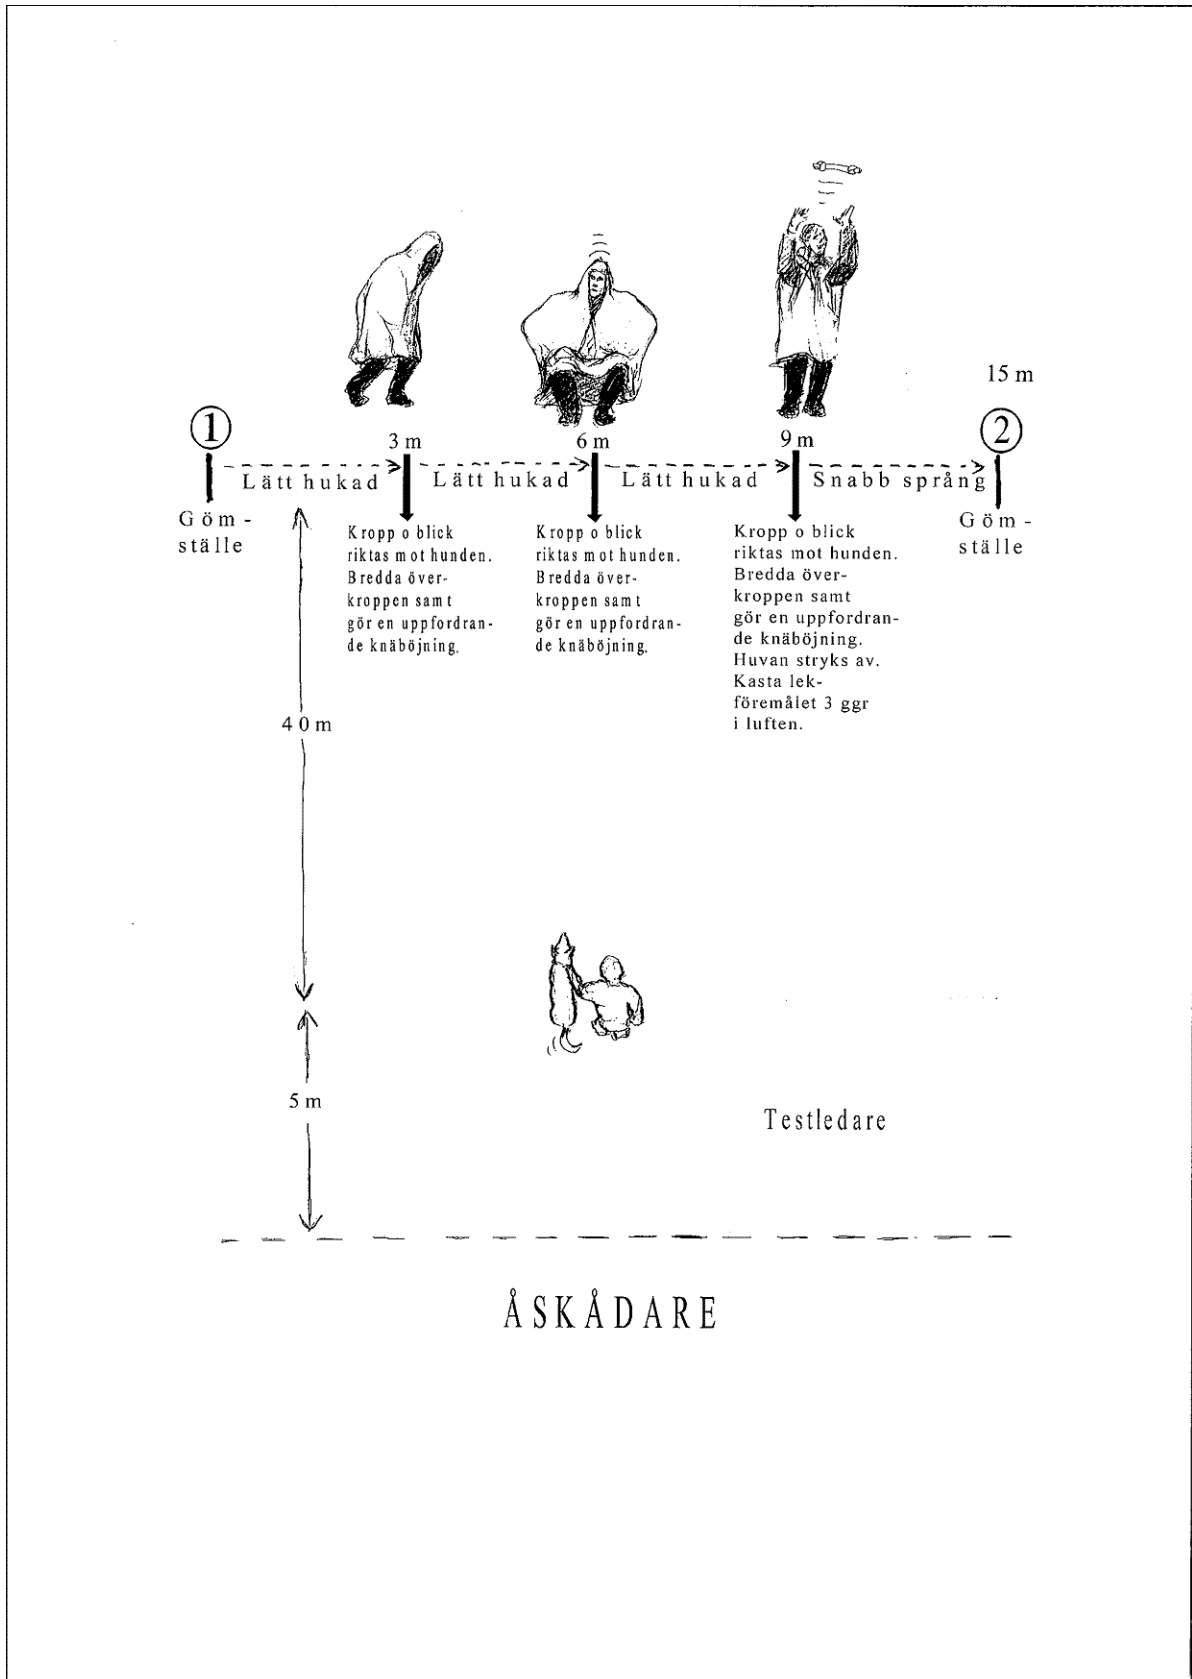 15 m
1
2
3 m
6 m
9 m
Lätt hukad
Lätt hukad
Lätt hukad
Snabb språng
Göm-
ställe
Kropp o blick
riktas mot hunden.
Bredda över-
kroppen samt
gör en uppfordran-
de knäböjning.
Kropp o blick
riktas mot hunden.
Bredda över-
kroppen samt
gör en uppfordran-
de knäböjning.
Kropp o blick
riktas mot hunden.
Bredda över-
kroppen samt
gör en uppfordran-
de knäböjning.
Huvan stryks av.
Kasta lek-
föremålet 3 ggr
i luften.
Göm-
ställe
40 m
5 m
Testledare
ÅSKÅDARE